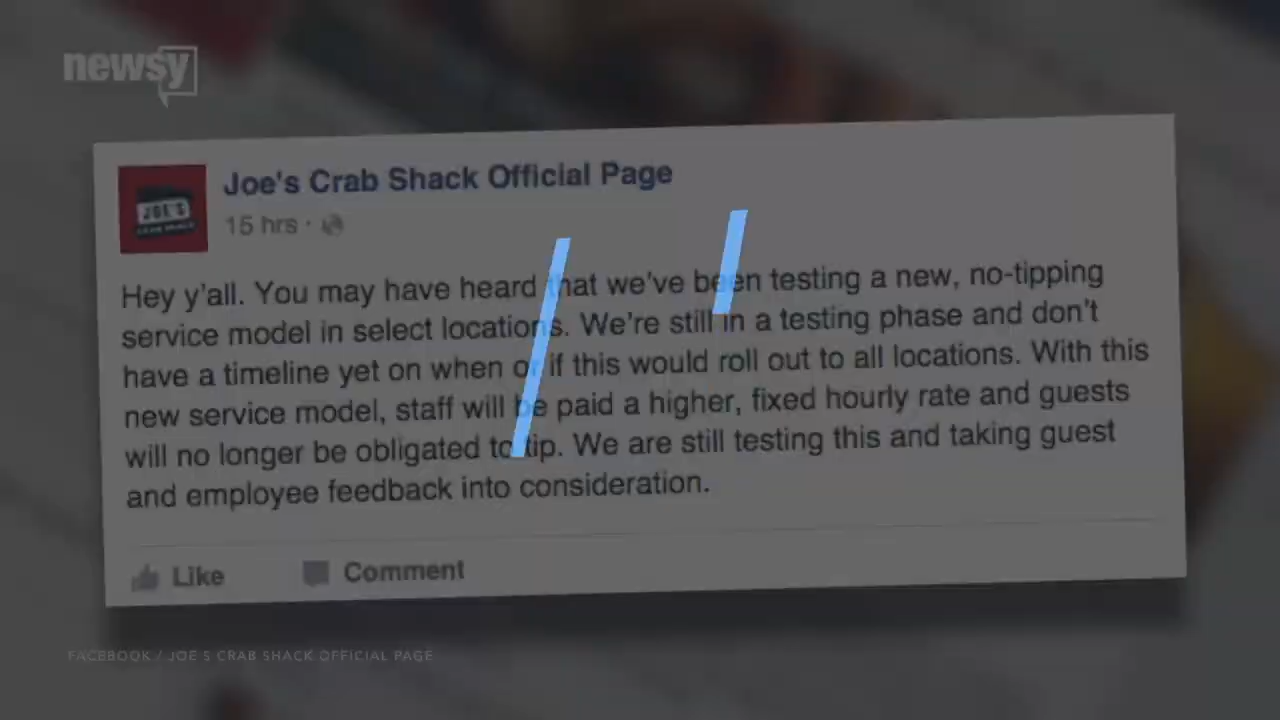 newsy
Joe's Crab Shack Official Page
JOE'S
CRAB SHACK
15 hrs ·
Hey y'all. You may have heard that we've been testing a new, no-tipping
service model in select locations. We're still in a testing phase and don't
have a timeline yet on when or if this would roll out to all locations. With this
new service model, staff will be paid a higher, fixed hourly rate and guests
will no longer be obligated to tip. We are still testing this and taking guest
and employee feedback into consideration.
Like Comment
FACEBOOK / JOE'S CRAB SHACK OFFICIAL PAGE